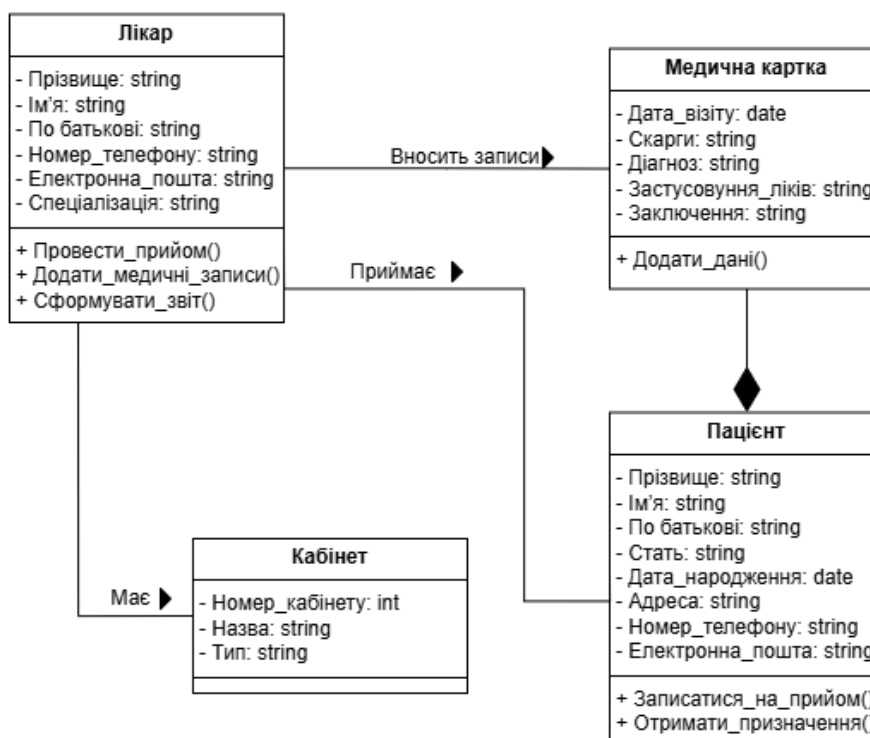 Лікар
- Прізвище: string
- Ім'я: string
- По батькові: string
- Номер_телефону: string
- Електронна_пошта: string
- Спеціалізація: string
+ Провести_прийом()
+ Додати_медичні_записи()
+ Сформувати_звіт()
Вносить записи
Медична картка
- Дата_візіту: date
- Скарги: string
- Діагноз: string
- Застусовуння_ліків: string
- Заключення: string
+ Додати_дані()
Приймає
Має
Кабінет
- Номер_кабінету: int
- Назва: string
- Тип: string
Пацієнт
- Прізвище: string
- Ім'я: string
- По батькові: string
- Стать: string
- Дата_народження: date
- Адреса: string
- Номер_телефону: string
- Електронна_пошта: string
+ Записатися_на_прийом()
+ Отримати_призначення()